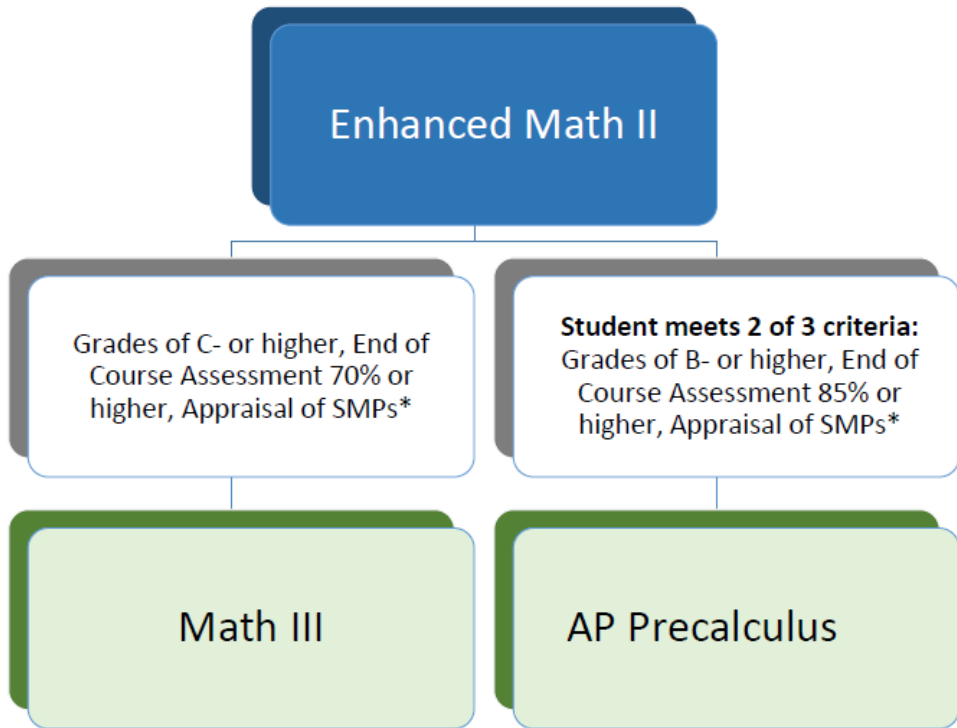 Enhanced Math II
Grades of C- or higher, End of
Course Assessment 70% or
higher, Appraisal of SMPs*
Student meets 2 of 3 criteria:
Grades of B- or higher, End of
Course Assessment 85% or
higher, Appraisal of SMPs*
Math III
AP Precalculus